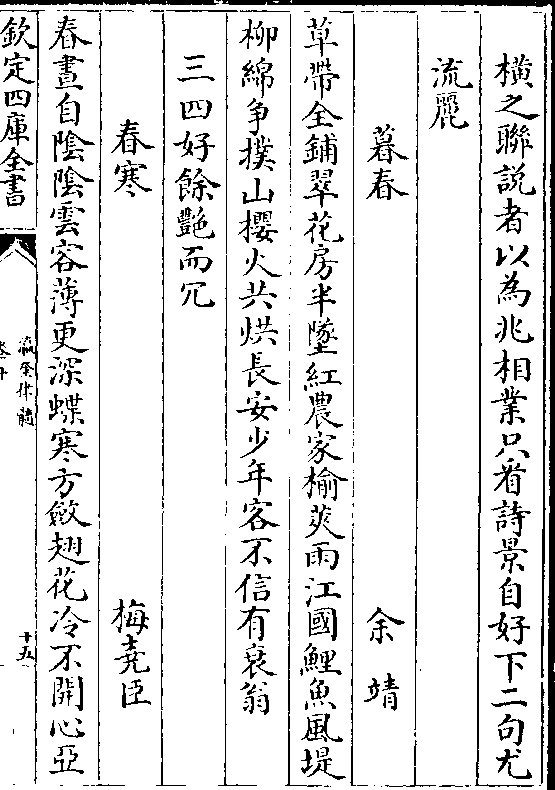 橫之聯說者以為兆相業只看詩景自好下二句尤
流麗
暮春　余靖
草帶全鋪翠花房半墜紅農家榆莢雨江國鯉魚風堤
柳綿争撲山櫻火共烘長安少年客不信有衰翁
三四好餘艷而冗
春寒　梅堯臣
春晝自陰陰雲容薄更深蝶寒方斂翅花冷不開心亞
欽定四庫全書
瀛奎律髓
卷十
十五